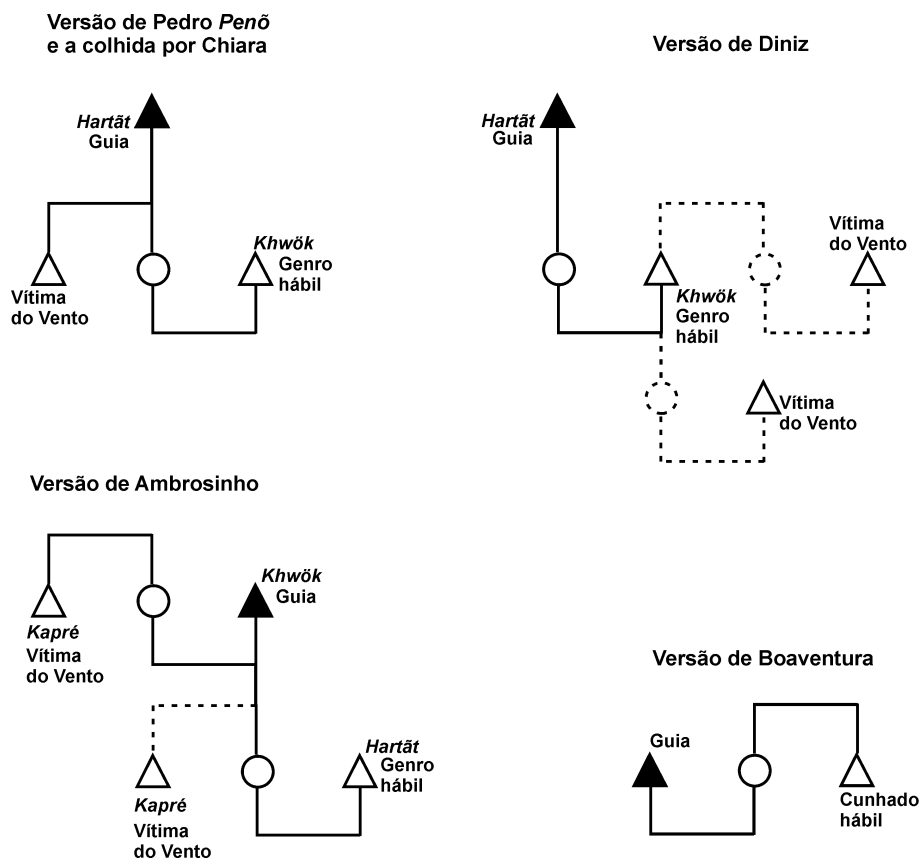 Versão de Pedro Penõ
e a colhida por Chiara
Hartãt
Guia
Khwök
Genro
hábil
Vítima
do Vento
Versão de Diniz
Hartãt
Guia
Vítima
do Vento
Khwök
Genro
hábil
Vítima
do Vento
Versão de Ambrosinho
Khwök
Guia
Kapré
Vítima
do Vento
Hartãt
Genro
hábil
Kapré
Vítima
do Vento
Versão de Boaventura
Guia
Cunhado
hábil